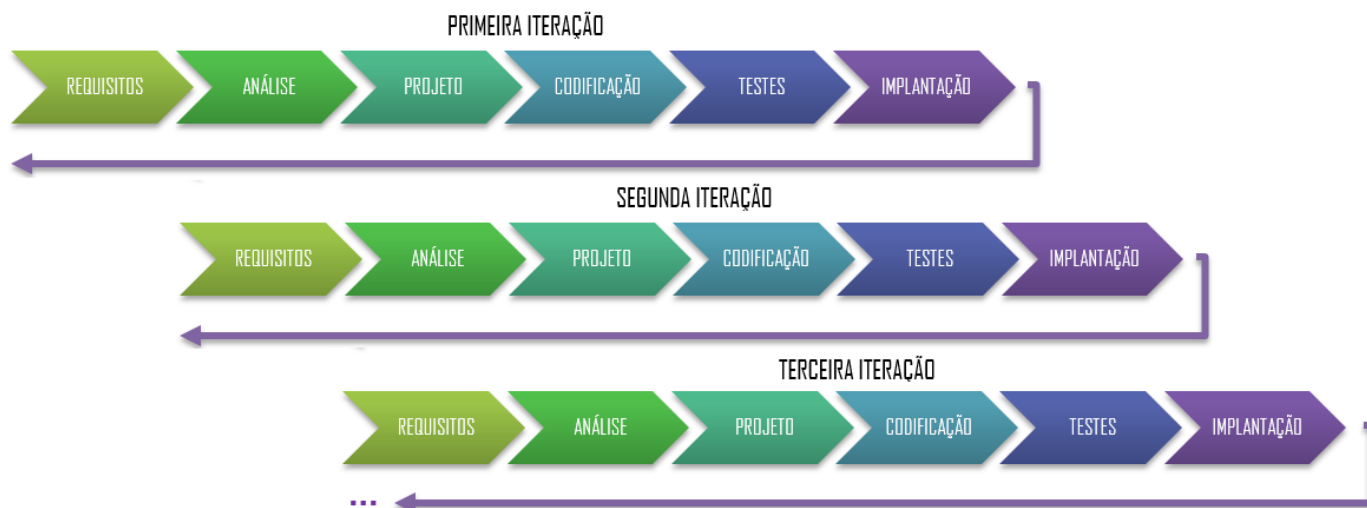 PRIMEIRA ITERAÇÃO
REQUISITOS ANÁLISE PROJETO CODIFICAÇÃO TESTES IMPLANTAÇÃO
SEGUNDA ITERAÇÃO
REQUISITOS ANÁLISE PROJETO CODIFICAÇÃO TESTES IMPLANTAÇÃO
TERCEIRA ITERAÇÃO
REQUISITOS ANÁLISE PROJETO CODIFICAÇÃO TESTES IMPLANTAÇÃO
...